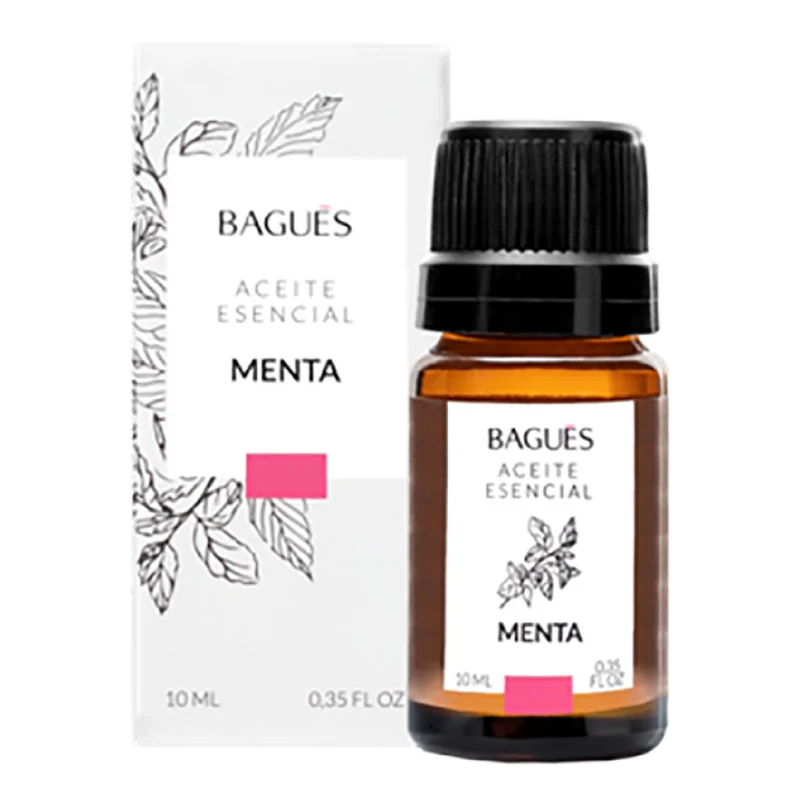 BAGUÉS
ACEITE
ESENCIAL
MENTA
10 ML 0,35 FL OZ
BAGUÉS
ACEITE
ESENCIAL
MENTA
10 ML 0,35
FL OZ